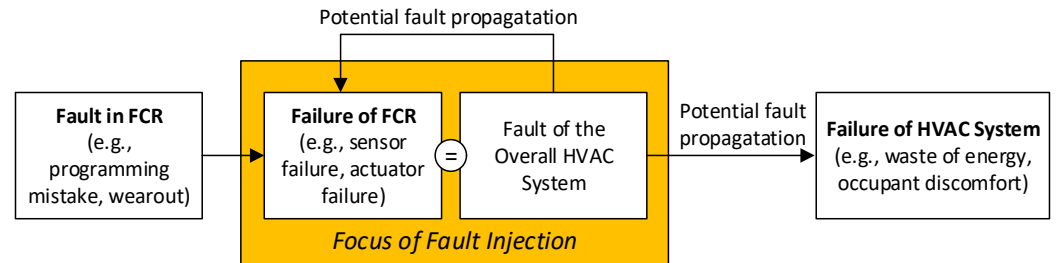 Potential fault propagatation
Fault in FCR
(e.g.,
programming
mistake, wearout)
Failure of FCR
(e.g., sensor
failure, actuator
failure)
=
Fault of the
Overall HVAC
System
Focus of Fault Injection
Potential fault
propagatation
Failure of HVAC System
(e.g., waste of energy,
occupant discomfort)